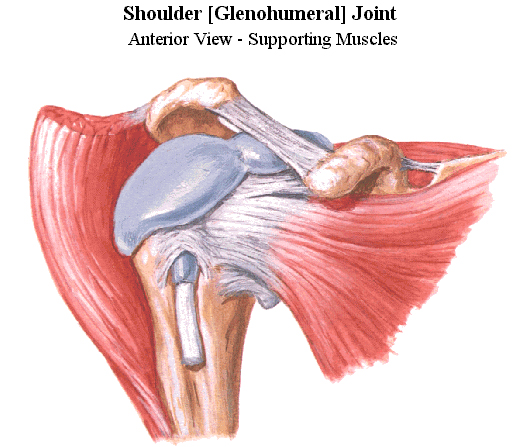 Shoulder [Glenohumeral] Joint
Anterior View - Supporting Muscles